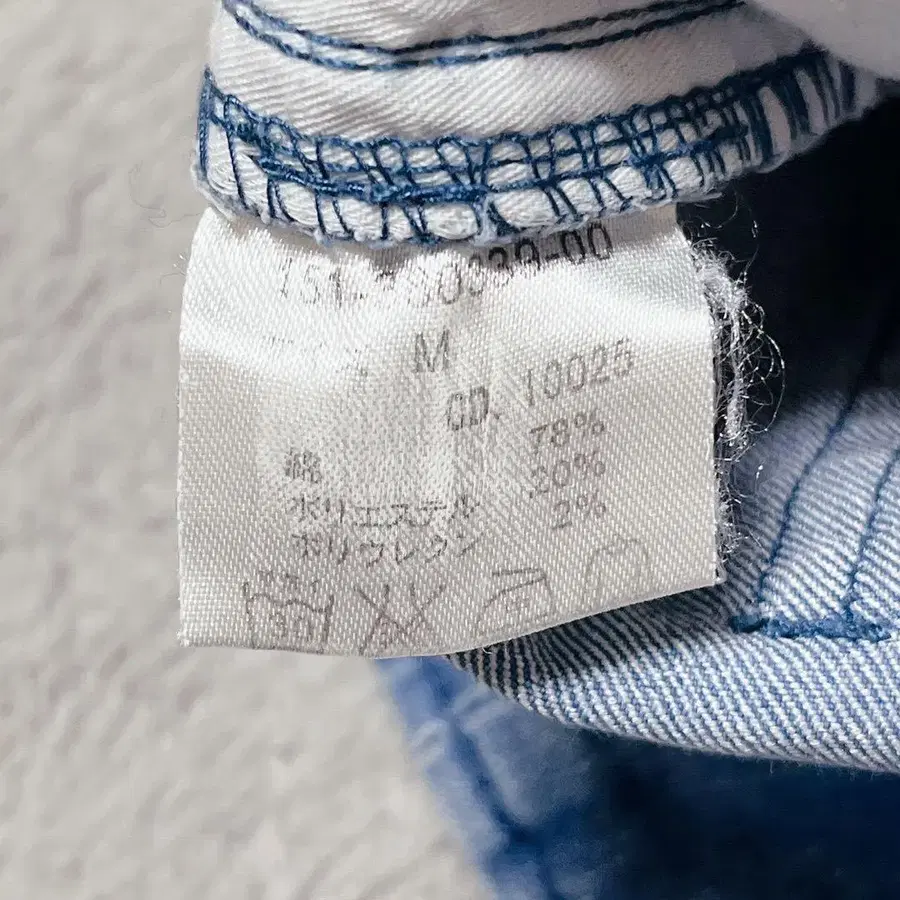 M
CD. 10025
綿 78%
ポリエステル 20%
ポリウレタン 2%